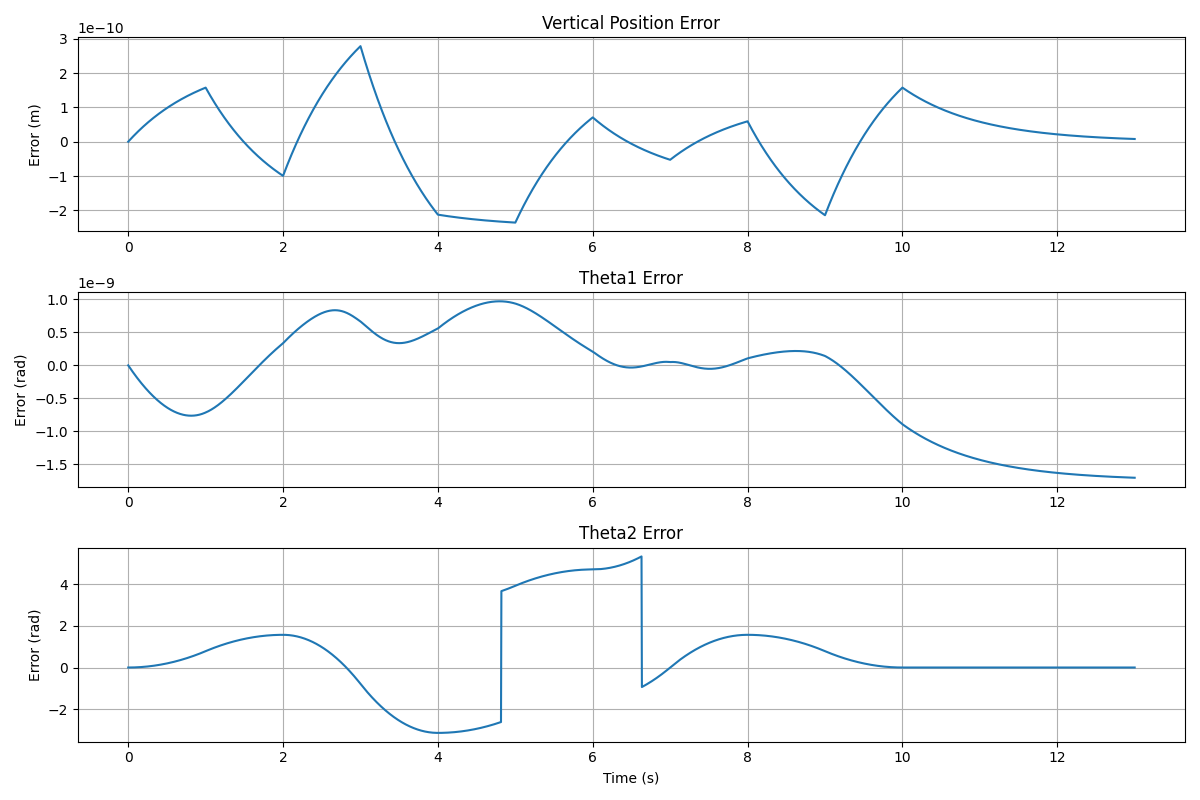 Vertical Position Error
1e−10
3
2
1
0
−1
−2
Error (m)
0 2 4 6 8 10 12
Theta1 Error
1e−9
1.0
0.5
0.0
−0.5
−1.0
−1.5
Error (rad)
0 2 4 6 8 10 12
Theta2 Error
4
2
0
−2
Error (rad)
0 2 4 6 8 10 12
Time (s)